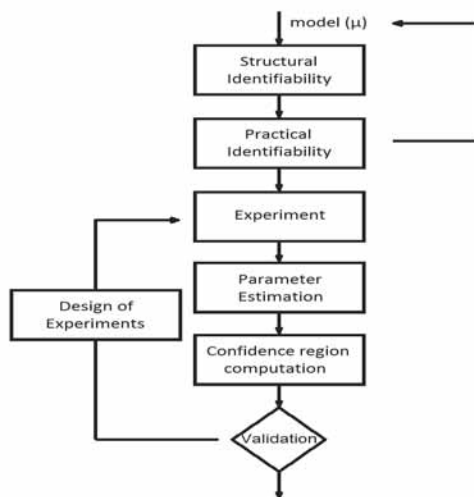 model (μ)
Structural
Identifiability
Practical
Identifiability
Experiment
Parameter
Estimation
Design of
Experiments
Confidence region
computation
Validation